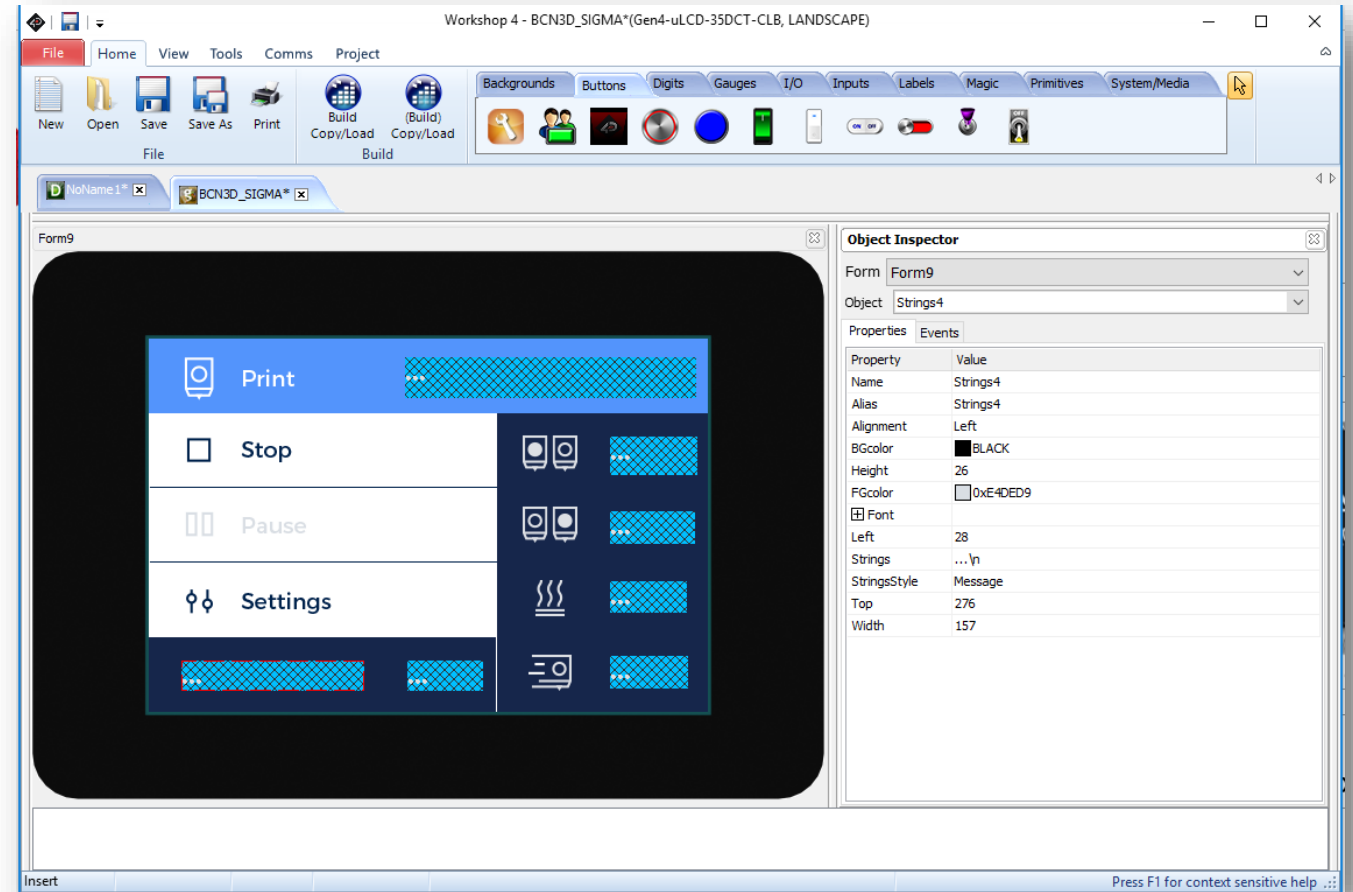 Workshop 4 - BCN3D_SIGMA*(Gen4-uLCD-35DCT-CLB, LANDSCAPE)
File Home View Tools Comms Project
Backgrounds Buttons Digits Gauges I/O Inputs Labels Magic Primitives System/Media
New Open Save Save As Print Build Copy/Load (Build) Copy/Load
File Build
NoName1* BCN3D_SIGMA*
Form9
Print ...
Stop ...
Pause ...
Settings ...
... ... ...
Object Inspector
Form Form9
Object Strings4
Properties Events
Property Value
Name Strings4
Alias Strings4
Alignment Left
BGcolor BLACK
Height 26
FGcolor 0xE4DED9
Font
Left 28
Strings ...\n
StringsStyle Message
Top 276
Width 157
Insert Press F1 for context sensitive help